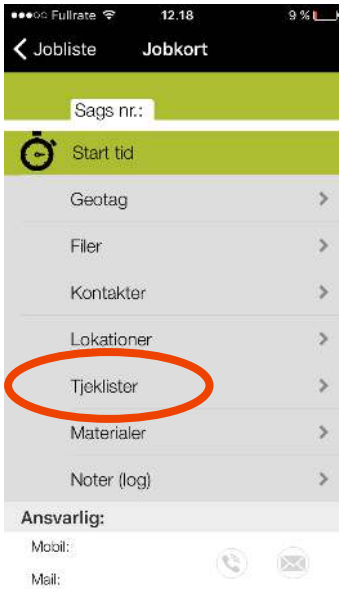 Fullrate 12.18 9 %
Jobliste Jobkort
Sags nr.:
Start tid
Geotag
Filer
Kontakter
Lokationer
Tjeklister
Materialer
Noter (log)
Ansvarlig:
Mobil:
Mail: